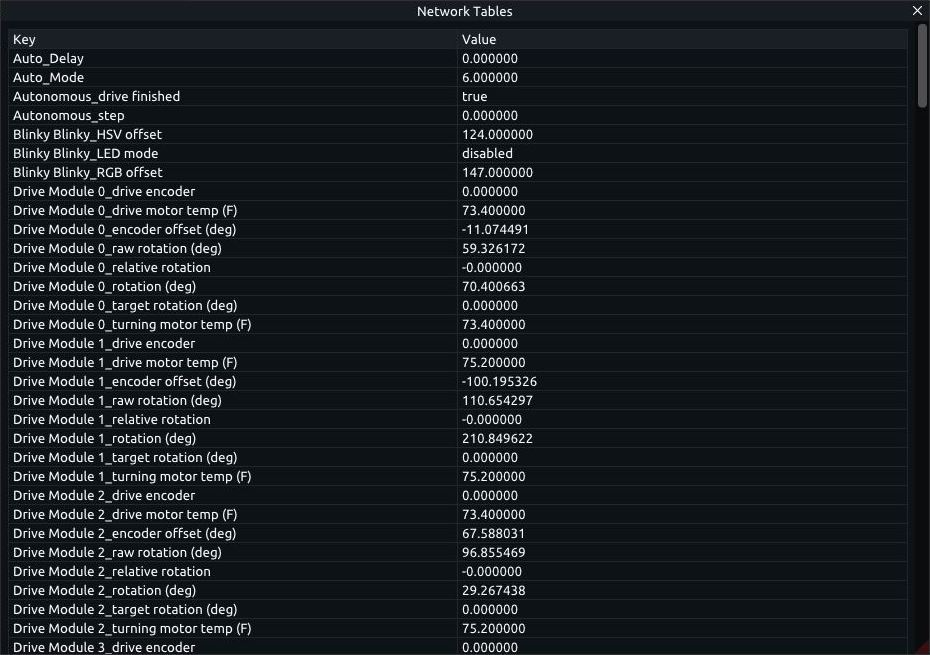 Network Tables
Key Value
Auto_Delay 0.000000
Auto_Mode 6.000000
Autonomous_drive finished true
Autonomous_step 0.000000
Blinky Blinky_HSV offset 124.000000
Blinky Blinky_LED mode disabled
Blinky Blinky_RGB offset 147.000000
Drive Module 0_drive encoder 0.000000
Drive Module 0_drive motor temp (F) 73.400000
Drive Module 0_encoder offset (deg) -11.074491
Drive Module 0_raw rotation (deg) 59.326172
Drive Module 0_relative rotation -0.000000
Drive Module 0_rotation (deg) 70.400663
Drive Module 0_target rotation (deg) 0.000000
Drive Module 0_turning motor temp (F) 73.400000
Drive Module 1_drive encoder 0.000000
Drive Module 1_drive motor temp (F) 75.200000
Drive Module 1_encoder offset (deg) -100.195326
Drive Module 1_raw rotation (deg) 110.654297
Drive Module 1_relative rotation -0.000000
Drive Module 1_rotation (deg) 210.849622
Drive Module 1_target rotation (deg) 0.000000
Drive Module 1_turning motor temp (F) 75.200000
Drive Module 2_drive encoder 0.000000
Drive Module 2_drive motor temp (F) 73.400000
Drive Module 2_encoder offset (deg) 67.588031
Drive Module 2_raw rotation (deg) 96.855469
Drive Module 2_relative rotation -0.000000
Drive Module 2_rotation (deg) 29.267438
Drive Module 2_target rotation (deg) 0.000000
Drive Module 2_turning motor temp (F) 75.200000
Drive Module 3_drive encoder 0.000000